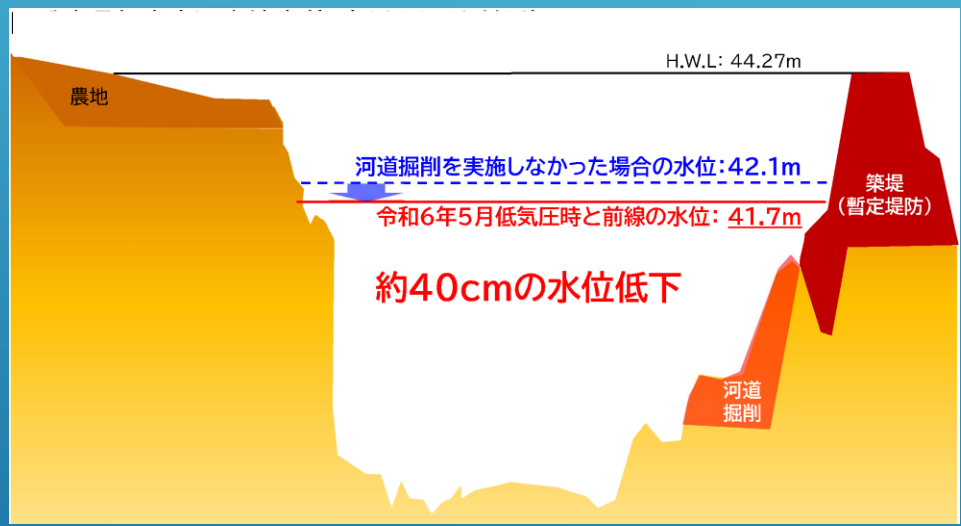 H.W.L: 44.27m
農地
河道掘削を実施しなかった場合の水位:42.1m
築堤
(暫定堤防)
令和6年5月低気圧時と前線の水位: 41.7m
約40cmの水位低下
河道
掘削